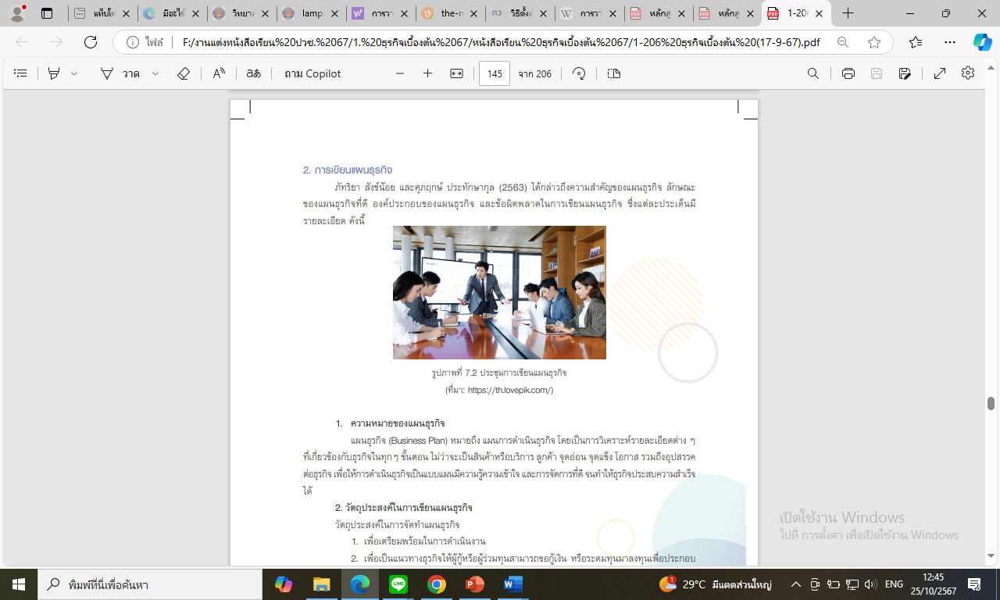 แท็บให
มีอะไร
วิทยาล
lampa
การวา
the-n
วิธีตั้งเ
การวา
หลักสู
หลักสู
1-20
ไฟล์ F:/งานแต่งหนังสือเรียน%20ปวช.%2067/1.%20ธุรกิจเบื้องต้น%2067/หนังสือเรียน%20ธุรกิจเบื้องต้น%2067/1-206%20ธุรกิจเบื้องต้น%20(17-9-67).pdf
วาด ถาม Copilot 145 จาก 206
2. การเขียนแผนธุรกิจ
ภัทริยา สังข์น้อย และศุภฤกษ์ ประทักษากุล (2563) ได้กล่าวถึงความสำคัญของแผนธุรกิจ ลักษณะ
ของแผนธุรกิจที่ดี องค์ประกอบของแผนธุรกิจ และข้อผิดพลาดในการเขียนแผนธุรกิจ ซึ่งแต่ละประเด็นมี
รายละเอียด ดังนี้
รูปภาพที่ 7.2 ประชุมการเขียนแผนธุรกิจ
(ที่มา: https://th.lovepik.com/)
1. ความหมายของแผนธุรกิจ
แผนธุรกิจ (Business Plan) หมายถึง แผนการดำเนินธุรกิจ โดยเป็นการวิเคราะห์รายละเอียดต่าง ๆ
ที่เกี่ยวข้องกับธุรกิจในทุกๆ ขั้นตอน ไม่ว่าจะเป็นสินค้าหรือบริการ ลูกค้า จุดอ่อน จุดแข็ง โอกาส รวมถึงอุปสรรค
ต่อธุรกิจ เพื่อให้การดำเนินธุรกิจเป็นแบบแผนมีความรู้ความเข้าใจ และการจัดการที่ดี จนทำให้ธุรกิจประสบความสำเร็จ
ได้
2. วัตถุประสงค์ในการเขียนแผนธุรกิจ
วัตถุประสงค์ในการจัดทำแผนธุรกิจ
1. เพื่อเตรียมพร้อมในการดำเนินงาน
2. เพื่อเป็นแนวทางธุรกิจให้ผู้กู้หรือผู้ร่วมทุนสามารถขอกู้เงิน หรือระดมทุนมาลงทุนเพื่อประกอบ
เปิดใช้งาน Windows
ไปที่ การตั้งค่า เพื่อเปิดใช้งาน Windows
พิมพ์ที่นี่เพื่อค้นหา
29°C มีแดดส่วนใหญ่
ENG
12:45
25/10/2567